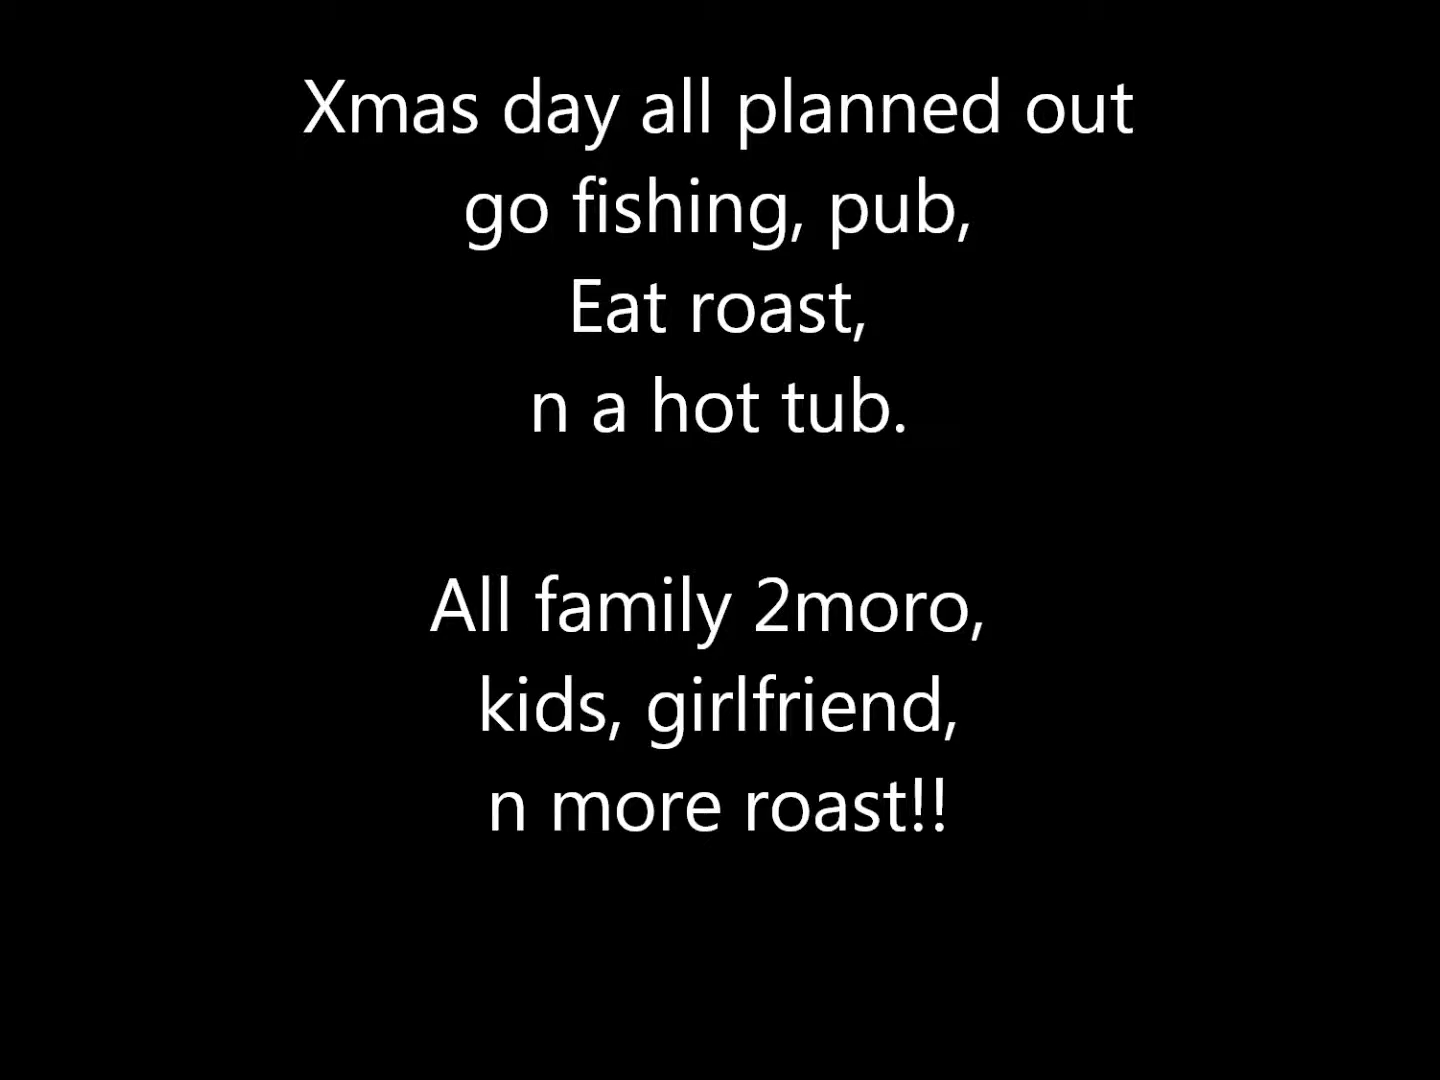 Xmas day all planned out
go fishing, pub,
Eat roast,
n a hot tub.
All family 2moro,
kids, girlfriend,
n more roast!!